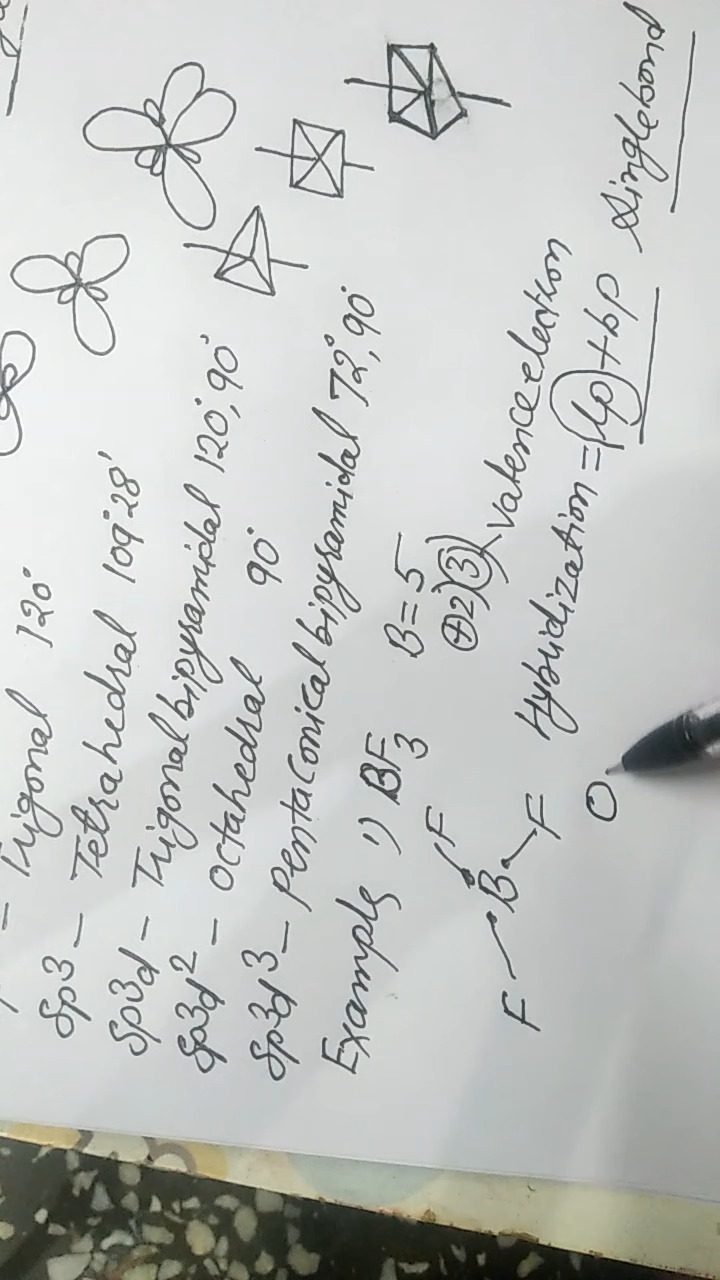 – Trigonal 120°
Sp3 – Tetrahedral 109°28'
Sp3d – Trigonal bipyramidal 120°, 90°
Sp3d2 – Octahedral 90°
Sp3d3 – Pentaconical bipyramidal 72°, 90°
Example 1) BF3 B = 5
+ 2 3 Valence electron
F B F F
Hybridization = lp + bp Single bond
0